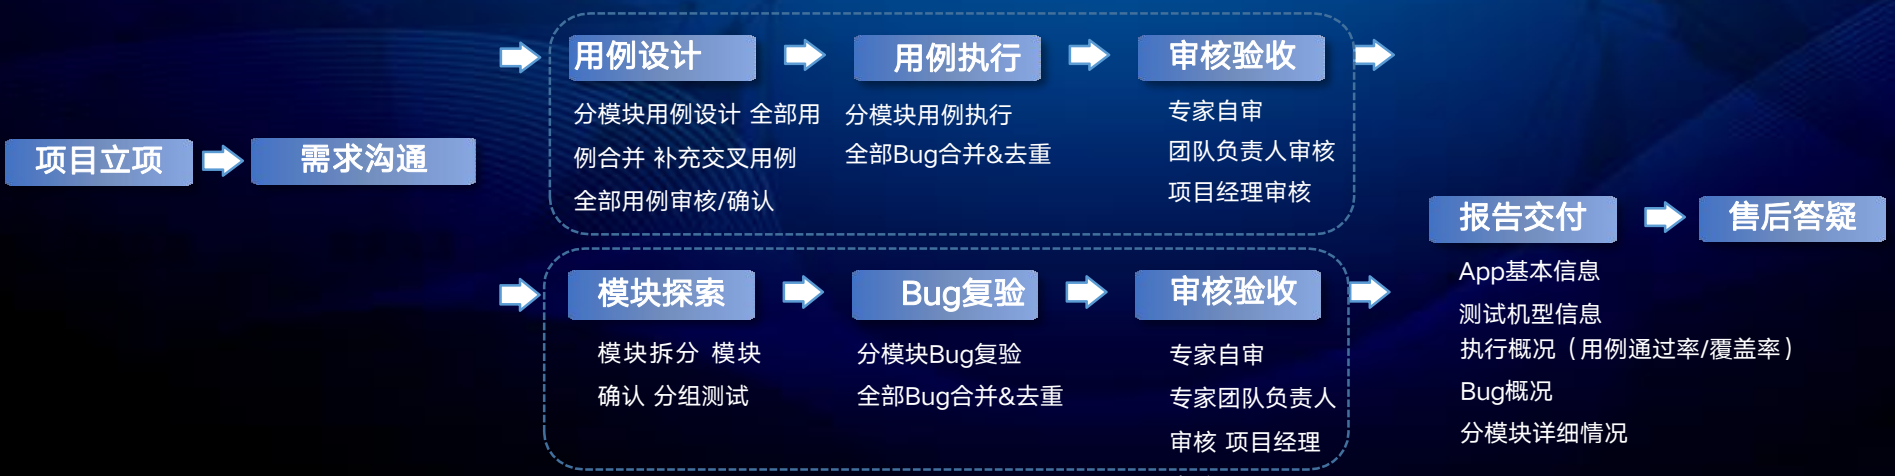 项目立项
需求沟通
用例设计
分模块用例设计 全部用
例合并 补充交叉用例
全部用例审核/确认
用例执行
分模块用例执行
全部Bug合并&去重
审核验收
专家自审
团队负责人审核
项目经理审核
模块探索
模块拆分 模块
确认 分组测试
Bug复验
分模块Bug复验
全部Bug合并&去重
审核验收
专家自审
专家团队负责人
审核 项目经理
报告交付
App基本信息
测试机型信息
执行概况（用例通过率/覆盖率）
Bug概况
分模块详细情况
售后答疑